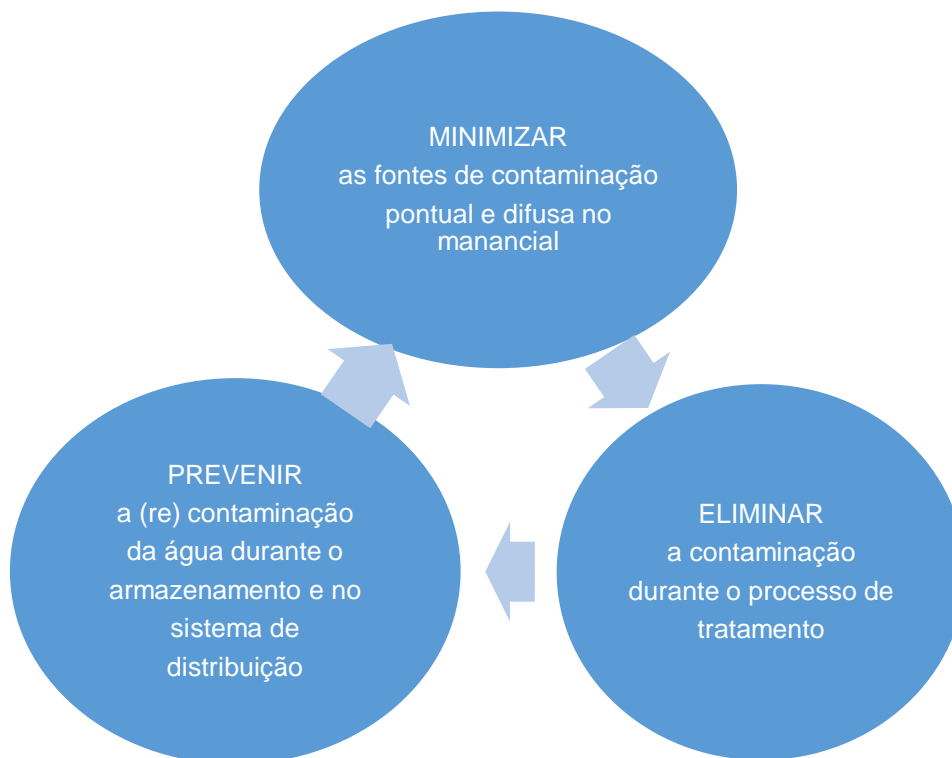 MINIMIZAR
as fontes de contaminação
pontual e difusa no
manancial
ELIMINAR
a contaminação
durante o processo de
tratamento
PREVENIR
a (re) contaminação
da água durante o
armazenamento e no
sistema de
distribuição